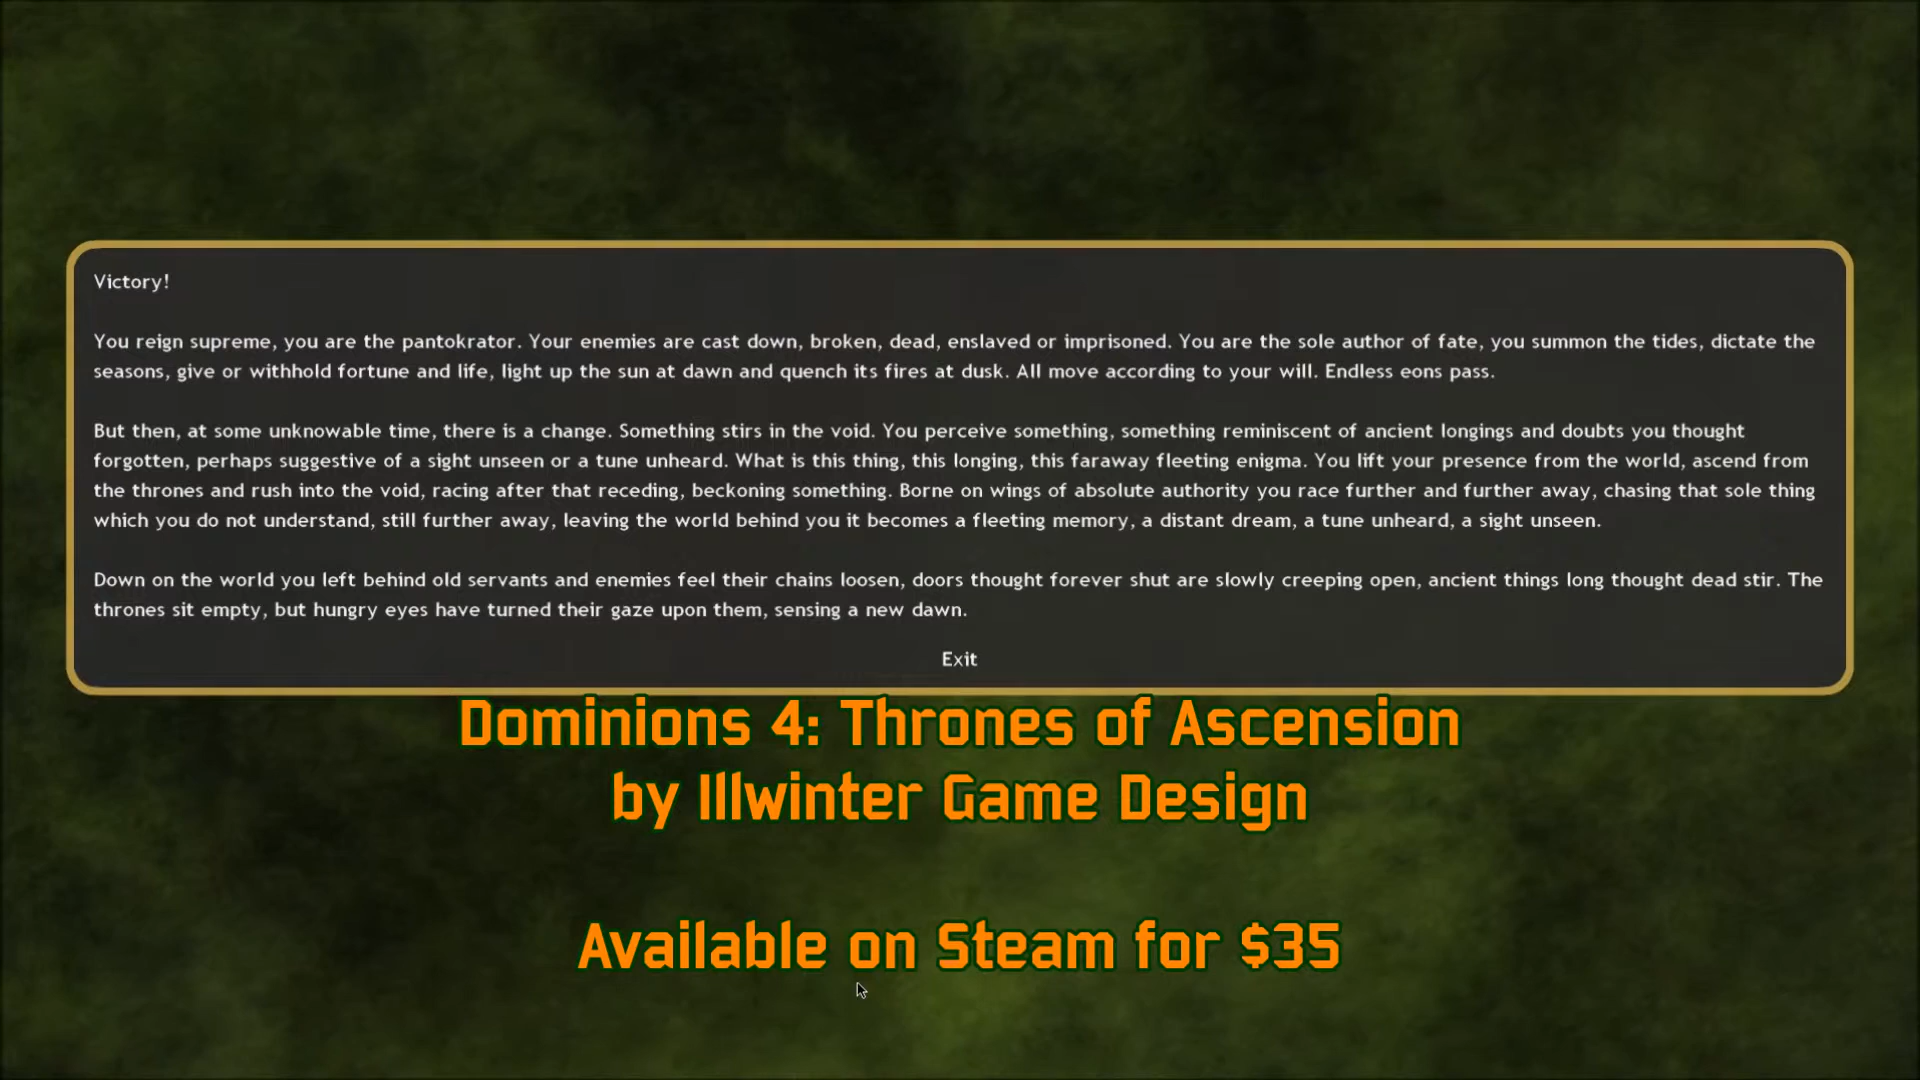 Victory!
You reign supreme, you are the pantokrator. Your enemies are cast down, broken, dead, enslaved or imprisoned. You are the sole author of fate, you summon the tides, dictate the
seasons, give or withhold fortune and life, light up the sun at dawn and quench its fires at dusk. All move according to your will. Endless eons pass.
But then, at some unknowable time, there is a change. Something stirs in the void. You perceive something, something reminiscent of ancient longings and doubts you thought
forgotten, perhaps suggestive of a sight unseen or a tune unheard. What is this thing, this longing, this faraway fleeting enigma. You lift your presence from the world, ascend from
the thrones and rush into the void, racing after that receding, beckoning something. Borne on wings of absolute authority you race further and further away, chasing that sole thing
which you do not understand, still further away, leaving the world behind you it becomes a fleeting memory, a distant dream, a tune unheard, a sight unseen.
Down on the world you left behind old servants and enemies feel their chains loosen, doors thought forever shut are slowly creeping open, ancient things long thought dead stir. The
thrones sit empty, but hungry eyes have turned their gaze upon them, sensing a new dawn.
Exit
Dominions 4: Thrones of Ascension
by Illwinter Game Design
Available on Steam for $35